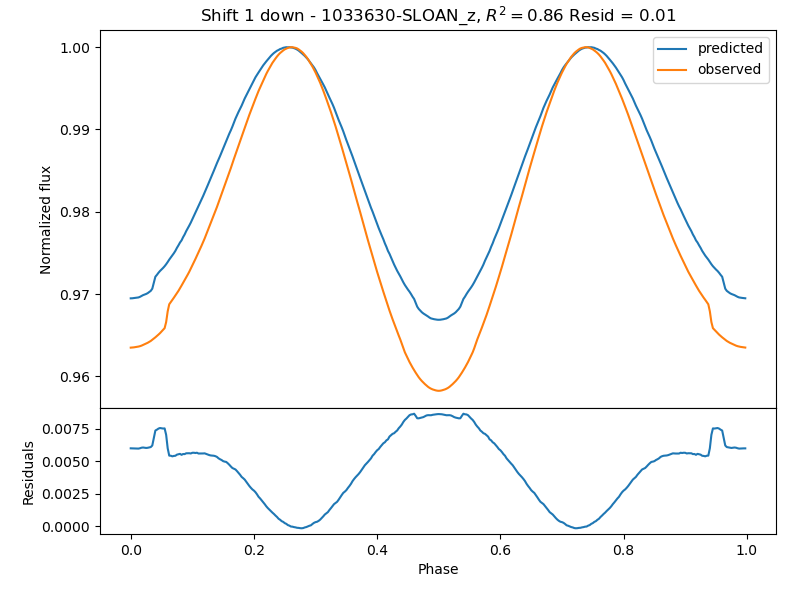 Shift 1 down - 1033630-SLOAN_z, $R^2 = 0.86$ Resid = 0.01
predicted
observed
1.00
0.99
0.98
0.97
0.96
Normalized flux
0.0075
0.0050
0.0025
0.0000
Residuals
0.0 0.2 0.4 0.6 0.8 1.0
Phase